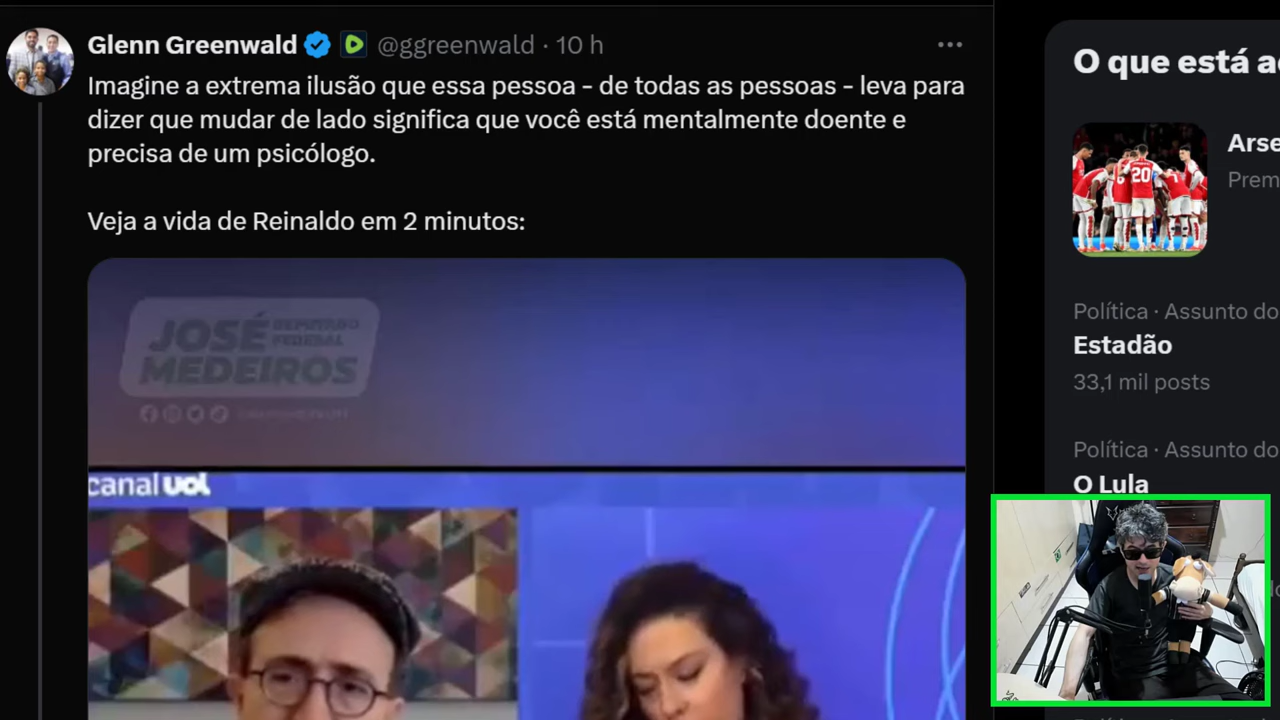 Glenn Greenwald @ggreenwald · 10 h
Imagine a extrema ilusão que essa pessoa - de todas as pessoas - leva para
dizer que mudar de lado significa que você está mentalmente doente e
precisa de um psicólogo.
Veja a vida de Reinaldo em 2 minutos:
JOSÉ DEPUTADO FEDERAL
MEDEIROS
canal UOL
O que está a
Arse
Prem
Política · Assunto do
Estadão
33,1 mil posts
Política · Assunto do
O Lula
20